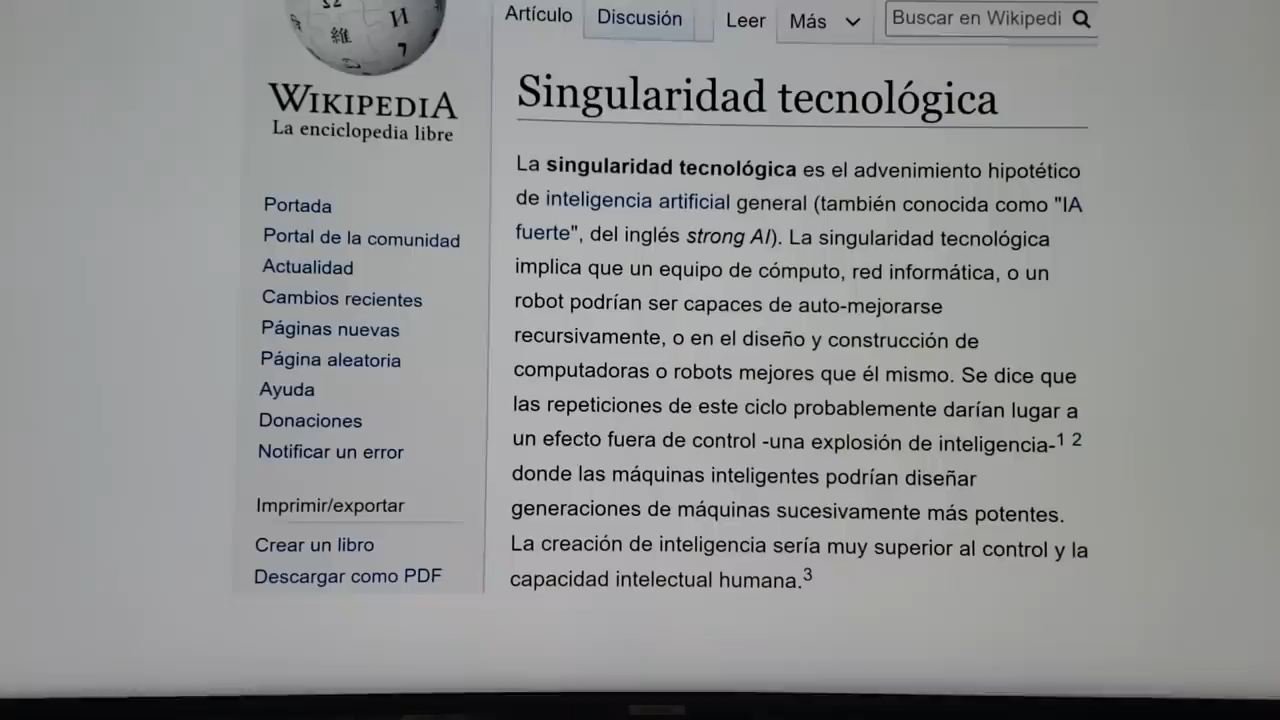 Ω
И
維
7
WIKIPEDIA
La enciclopedia libre
Portada
Portal de la comunidad
Actualidad
Cambios recientes
Páginas nuevas
Página aleatoria
Ayuda
Donaciones
Notificar un error
Imprimir/exportar
Crear un libro
Descargar como PDF
Artículo Discusión Leer Más Buscar en Wikipedi
Singularidad tecnológica
La singularidad tecnológica es el advenimiento hipotético
de inteligencia artificial general (también conocida como "IA
fuerte", del inglés strong AI). La singularidad tecnológica
implica que un equipo de cómputo, red informática, o un
robot podrían ser capaces de auto-mejorarse
recursivamente, o en el diseño y construcción de
computadoras o robots mejores que él mismo. Se dice que
las repeticiones de este ciclo probablemente darían lugar a
un efecto fuera de control -una explosión de inteligencia-1 2
donde las máquinas inteligentes podrían diseñar
generaciones de máquinas sucesivamente más potentes.
La creación de inteligencia sería muy superior al control y la
capacidad intelectual humana.3